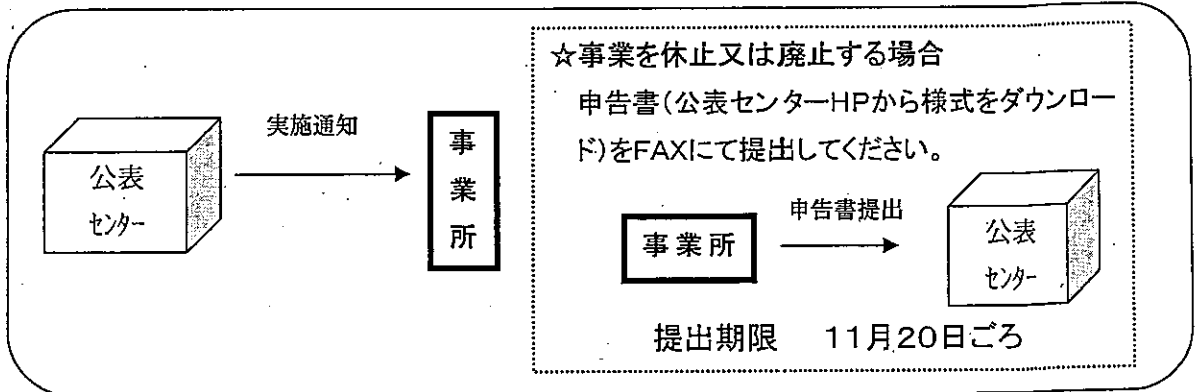 実施通知
公表
センター
事業所
☆事業を休止又は廃止する場合
申告書(公表センターHPから様式をダウンロー
ド)をFAXにて提出してください。
事業所
申告書提出
公表
センター
提出期限 11月20日ごろ